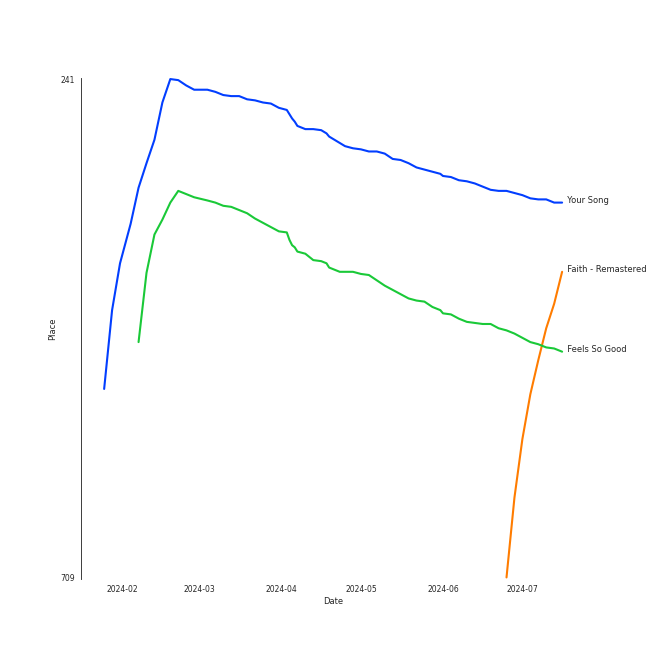 241
Your Song
Faith - Remastered
Place
Feels So Good
709
2024-02 2024-03 2024-04 2024-05 2024-06 2024-07
Date